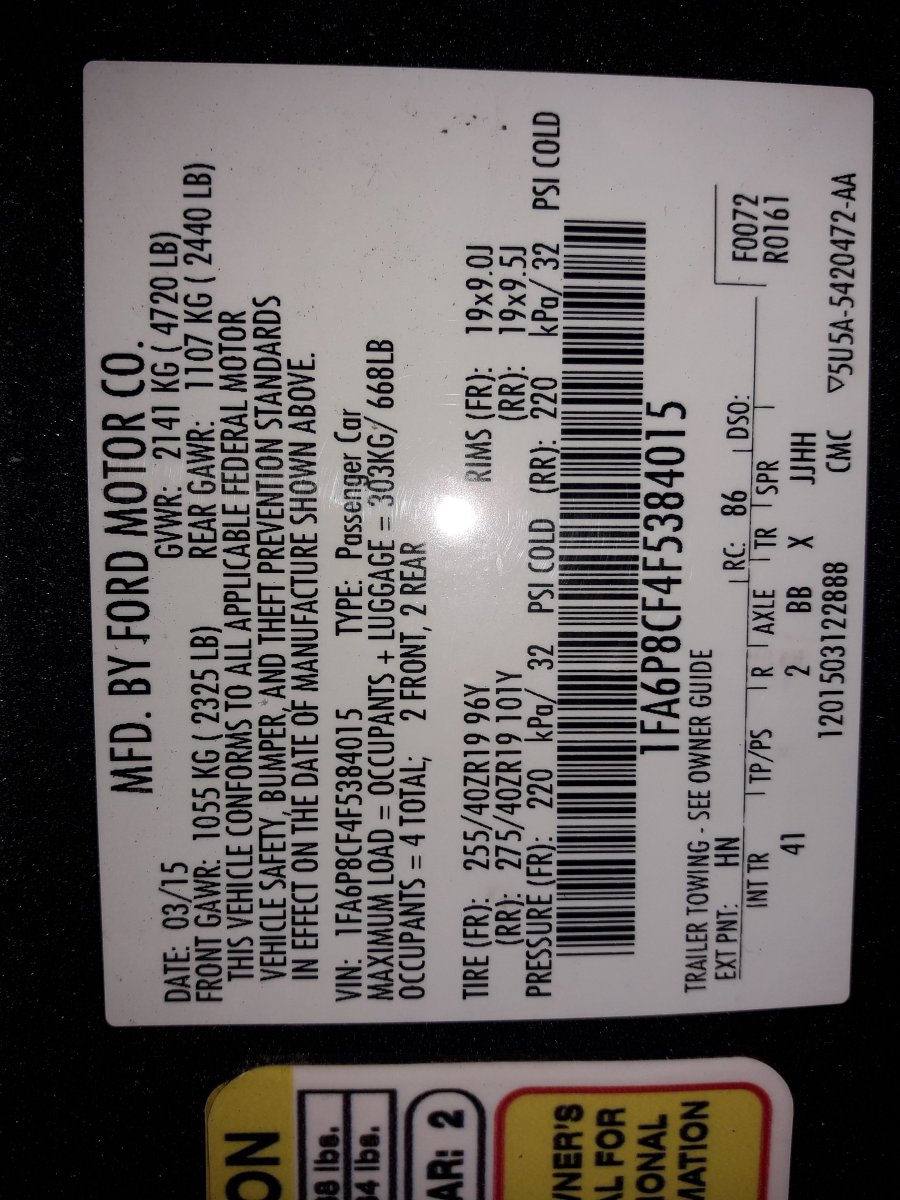 MFD. BY FORD MOTOR CO.
DATE: 03/15 GVWR: 2141 KG ( 4720 LB)
FRONT GAWR: 1055 KG ( 2325 LB) REAR GAWR: 1107 KG ( 2440 LB)
THIS VEHICLE CONFORMS TO ALL APPLICABLE FEDERAL MOTOR
VEHICLE SAFETY, BUMPER, AND THEFT PREVENTION STANDARDS
IN EFFECT ON THE DATE OF MANUFACTURE SHOWN ABOVE.
VIN: 1FA6P8CF4F5384015 TYPE: Passenger Car
MAXIMUM LOAD = OCCUPANTS + LUGGAGE = 303KG/ 668LB
OCCUPANTS = 4 TOTAL; 2 FRONT, 2 REAR
TIRE (FR): 255/40ZR19 96Y RIMS (FR): 19x9.0J
(RR): 275/40ZR19 101Y (RR): 19x9.5J
PRESSURE (FR): 220 kPa/ 32 PSI COLD (RR): 220 kPa/ 32 PSI COLD
1FA6P8CF4F5384015
TRAILER TOWING - SEE OWNER GUIDE
EXT PNT: HN RC: 86 DSO: F0072
R0161
INT TR TP/PS R AXLE TR SPR
41 2 BB X JJHH
1201503122888 CMC ▽5U5A-5420472-AA
ON
8 lbs.
4 lbs.
AR: 2
NER'S
L FOR
ONAL
MATION